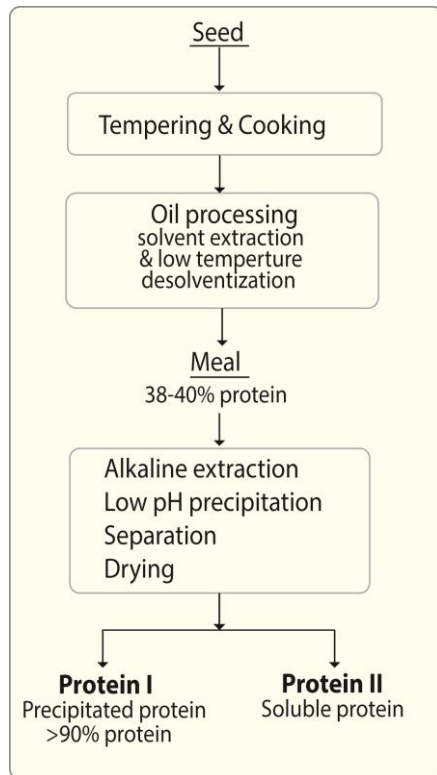 Seed
Tempering & Cooking
Oil processing
solvent extraction
& low temperture
desolventization
Meal
38-40% protein
Alkaline extraction
Low pH precipitation
Separation
Drying
Protein I
Precipitated protein
>90% protein
Protein II
Soluble protein